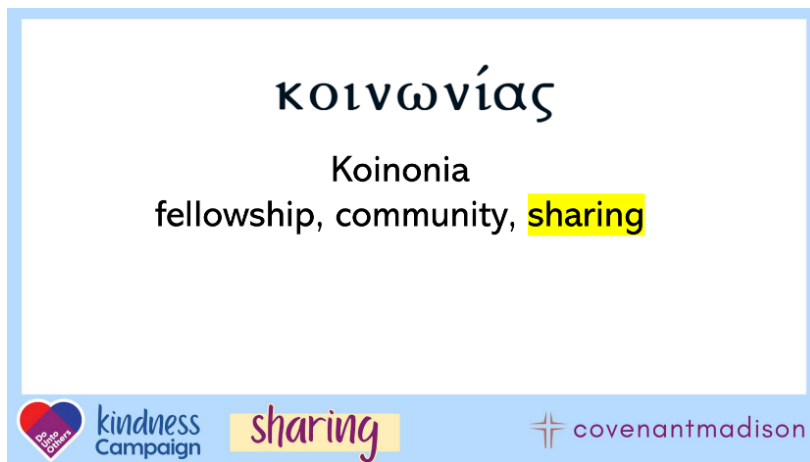 κοινωνίας
Koinonia
fellowship, community, sharing
Do
Unto
Others
kindness
Campaign
sharing
covenantmadison